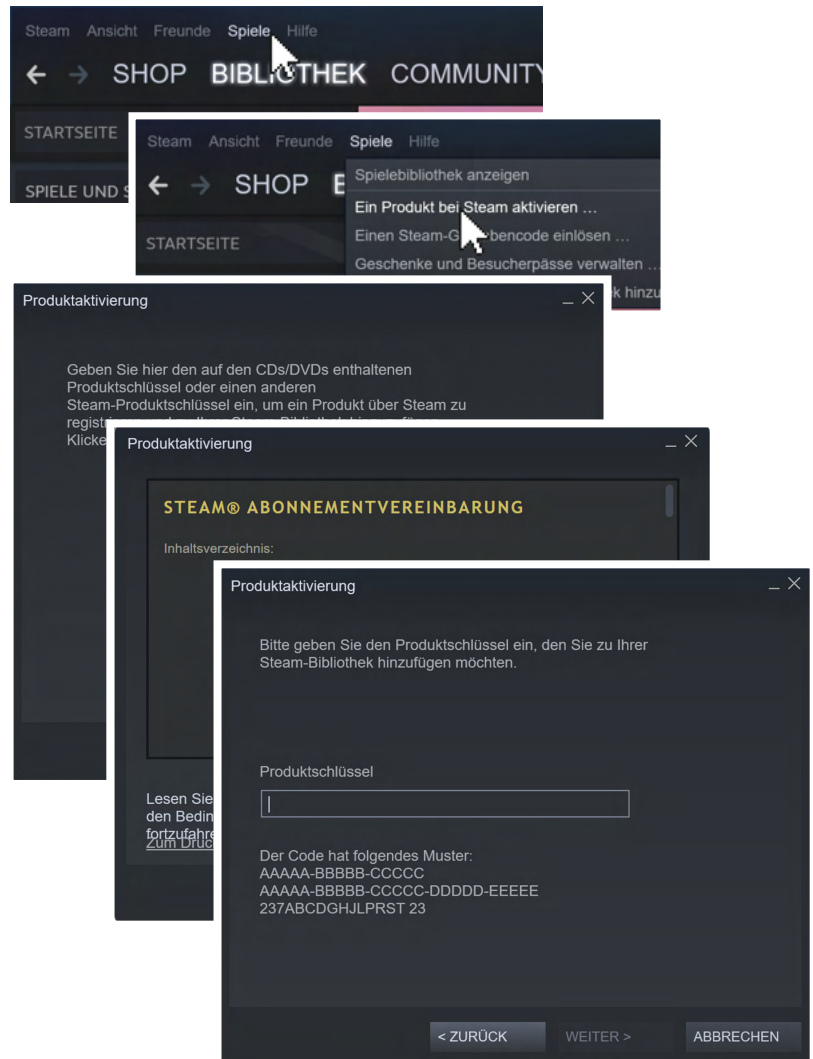 Steam Ansicht Freunde Spiele Hilfe
← → SHOP BIBLIOTHEK COMMUNITY
STARTSEITE
SPIELE UND S
Steam Ansicht Freunde Spiele Hilfe
← → SHOP
Spielebibliothek anzeigen
Ein Produkt bei Steam aktivieren ...
STARTSEITE
Einen Steam-G bencode einlösen ...
Geschenke und Besucherpässe verwalten ...
k hinzu
Produktaktivierung
Geben Sie hier den auf den CDs/DVDs enthaltenen
Produktschlüssel oder einen anderen
Steam-Produktschlüssel ein, um ein Produkt über Steam zu
Klicke
Produktaktivierung
STEAM® ABONNEMENTVEREINBARUNG
Inhaltsverzeichnis:
Lesen Sie
den Bedin
fortzufahre
Zum Druc
Produktaktivierung
Bitte geben Sie den Produktschlüssel ein, den Sie zu Ihrer
Steam-Bibliothek hinzufügen möchten.
Produktschlüssel
Der Code hat folgendes Muster:
AAAAA-BBBBB-CCCCC
AAAAA-BBBBB-CCCCC-DDDDD-EEEEE
237ABCDGHJLPRST 23
< ZURÜCK WEITER > ABBRECHEN